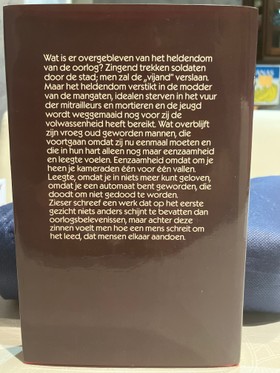 Wat is er overgebleven van het heldendom
van de oorlog? Zingend trekken soldaten
door de stad; men zal de „vijand” verslaan.
Maar het heldendom verstikt in de modder
van de mangaten, idealen sterven in het vuur
der mitrailleurs en mortieren en de jeugd
wordt weggemaaid nog voor zij de
volwassenheid heeft bereikt. Wat overblijft
zijn vroeg oud geworden mannen, die
voortgaan omdat zij nu eenmaal moeten en
die in hun hart alleen nog maar eenzaamheid
en leegte voelen. Eenzaamheid omdat om je
heen je kameraden één voor één vallen.
Leegte, omdat je in niets meer kunt geloven,
omdat je een automaat bent geworden, die
doodt om niet gedood te worden.
Zieser schreef een werk dat op het eerste
gezicht niets anders schijnt te bevatten dan
oorlogsbelevenissen, maar achter deze
zinnen voelt men hoe een mens schreit om
het leed, dat mensen elkaar aandoen.